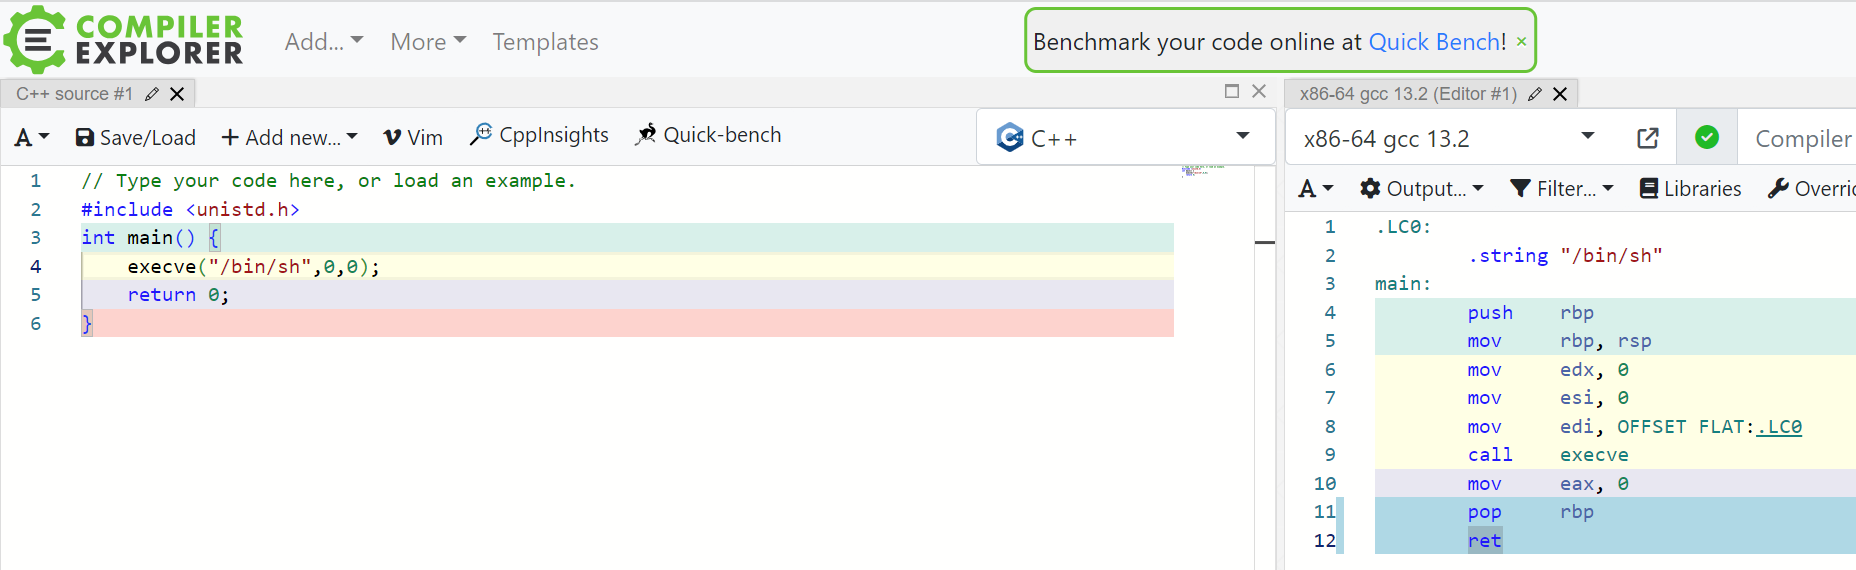 COMPILER
EXPLORER
Add...
More
Templates
Benchmark your code online at Quick Bench! ×
C++ source #1
x86-64 gcc 13.2 (Editor #1)
A
Save/Load
+ Add new...
Vim
CppInsights
Quick-bench
C++
x86-64 gcc 13.2
Compiler
A
Output...
Filter...
Libraries
Overri
1 // Type your code here, or load an example.
2 #include <unistd.h>
3 int main() {
4     execve("/bin/sh",0,0);
5     return 0;
6 }
1 .LC0:
2         .string "/bin/sh"
3 main:
4         push    rbp
5         mov     rbp, rsp
6         mov     edx, 0
7         mov     esi, 0
8         mov     edi, OFFSET FLAT:.LC0
9         call    execve
10         mov     eax, 0
11         pop     rbp
12         ret